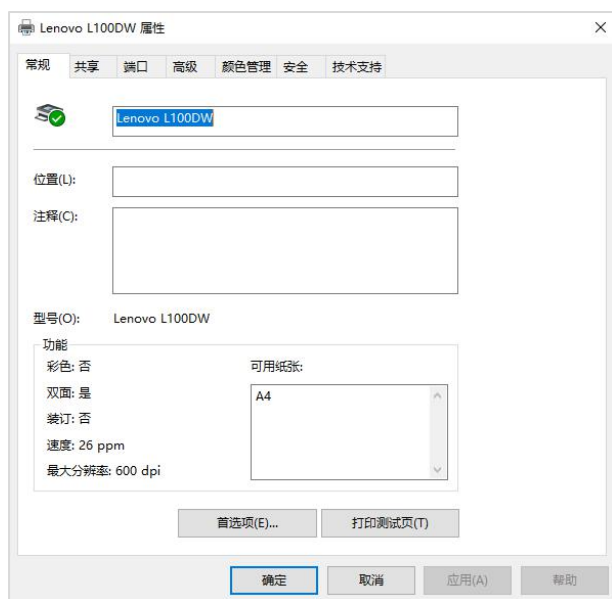 Lenovo L100DW 属性
常规 共享 端口 高级 颜色管理 安全 技术支持
Lenovo L100DW
位置(L):
注释(C):
型号(O): Lenovo L100DW
功能
彩色: 否 可用纸张:
双面: 是 A4
装订: 否
速度: 26 ppm
最大分辨率: 600 dpi
首选项(E)... 打印测试页(T)
确定 取消 应用(A) 帮助